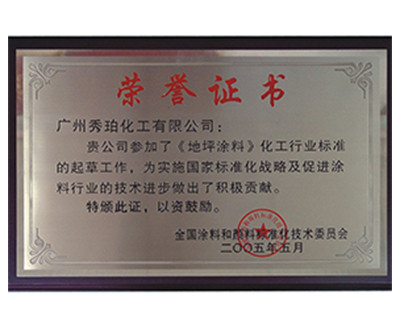 荣誉证书
广州秀珀化工有限公司：
贵公司参加了《地坪涂料》化工行业标准
的起草工作，为实施国家标准化战略及促进涂
料行业的技术进步做出了积极贡献。
特颁此证，以资鼓励。
全国涂料和颜料标准化技术委员会
二〇〇五年五月